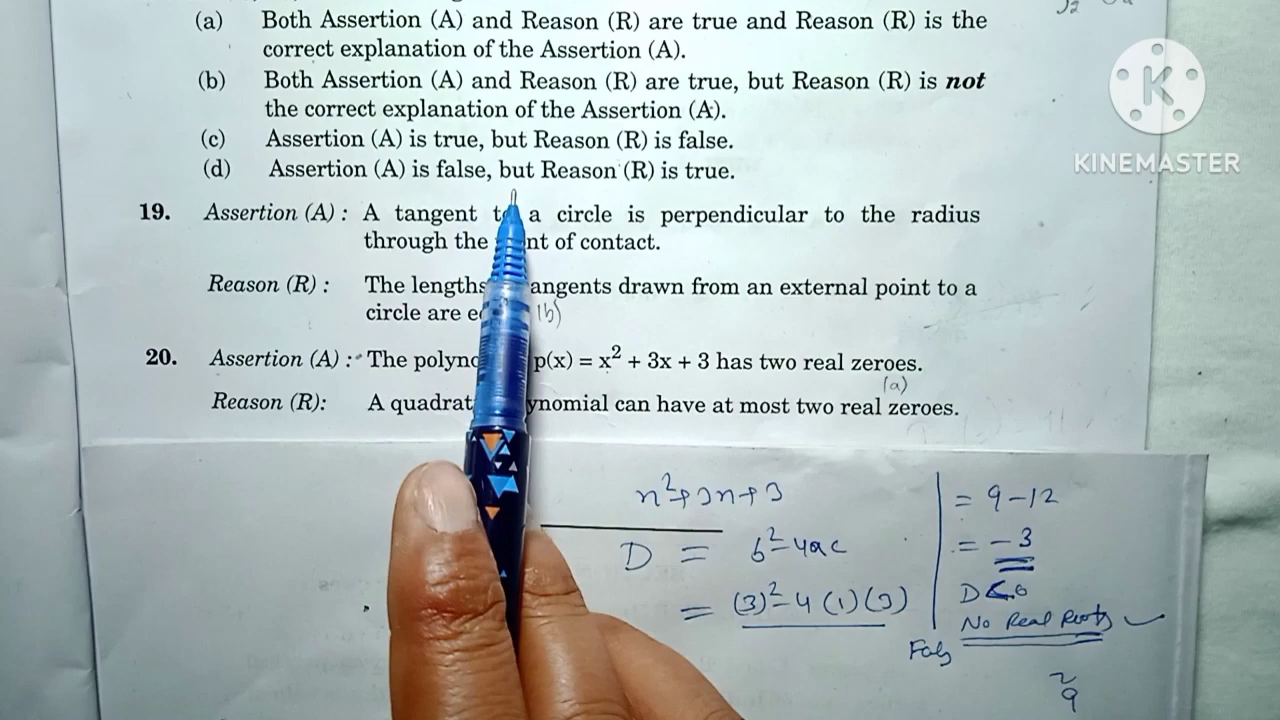 (a) Both Assertion (A) and Reason (R) are true and Reason (R) is the
correct explanation of the Assertion (A).
(b) Both Assertion (A) and Reason (R) are true, but Reason (R) is not
the correct explanation of the Assertion (A).
(c) Assertion (A) is true, but Reason (R) is false.
(d) Assertion (A) is false, but Reason (R) is true.
KINEMASTER
19. Assertion (A) : A tangent to a circle is perpendicular to the radius
through the nt of contact.
Reason (R) : The lengths angents drawn from an external point to a
circle are e (b)
20. Assertion (A) : The polyno p(x) = x² + 3x + 3 has two real zeroes.
(a)
Reason (R): A quadrat ynomial can have at most two real zeroes.
x²+3x+3
D = b²-4ac
= (3)²-4(1)(3)
= 9-12
= -3
D<0
No Real Roots